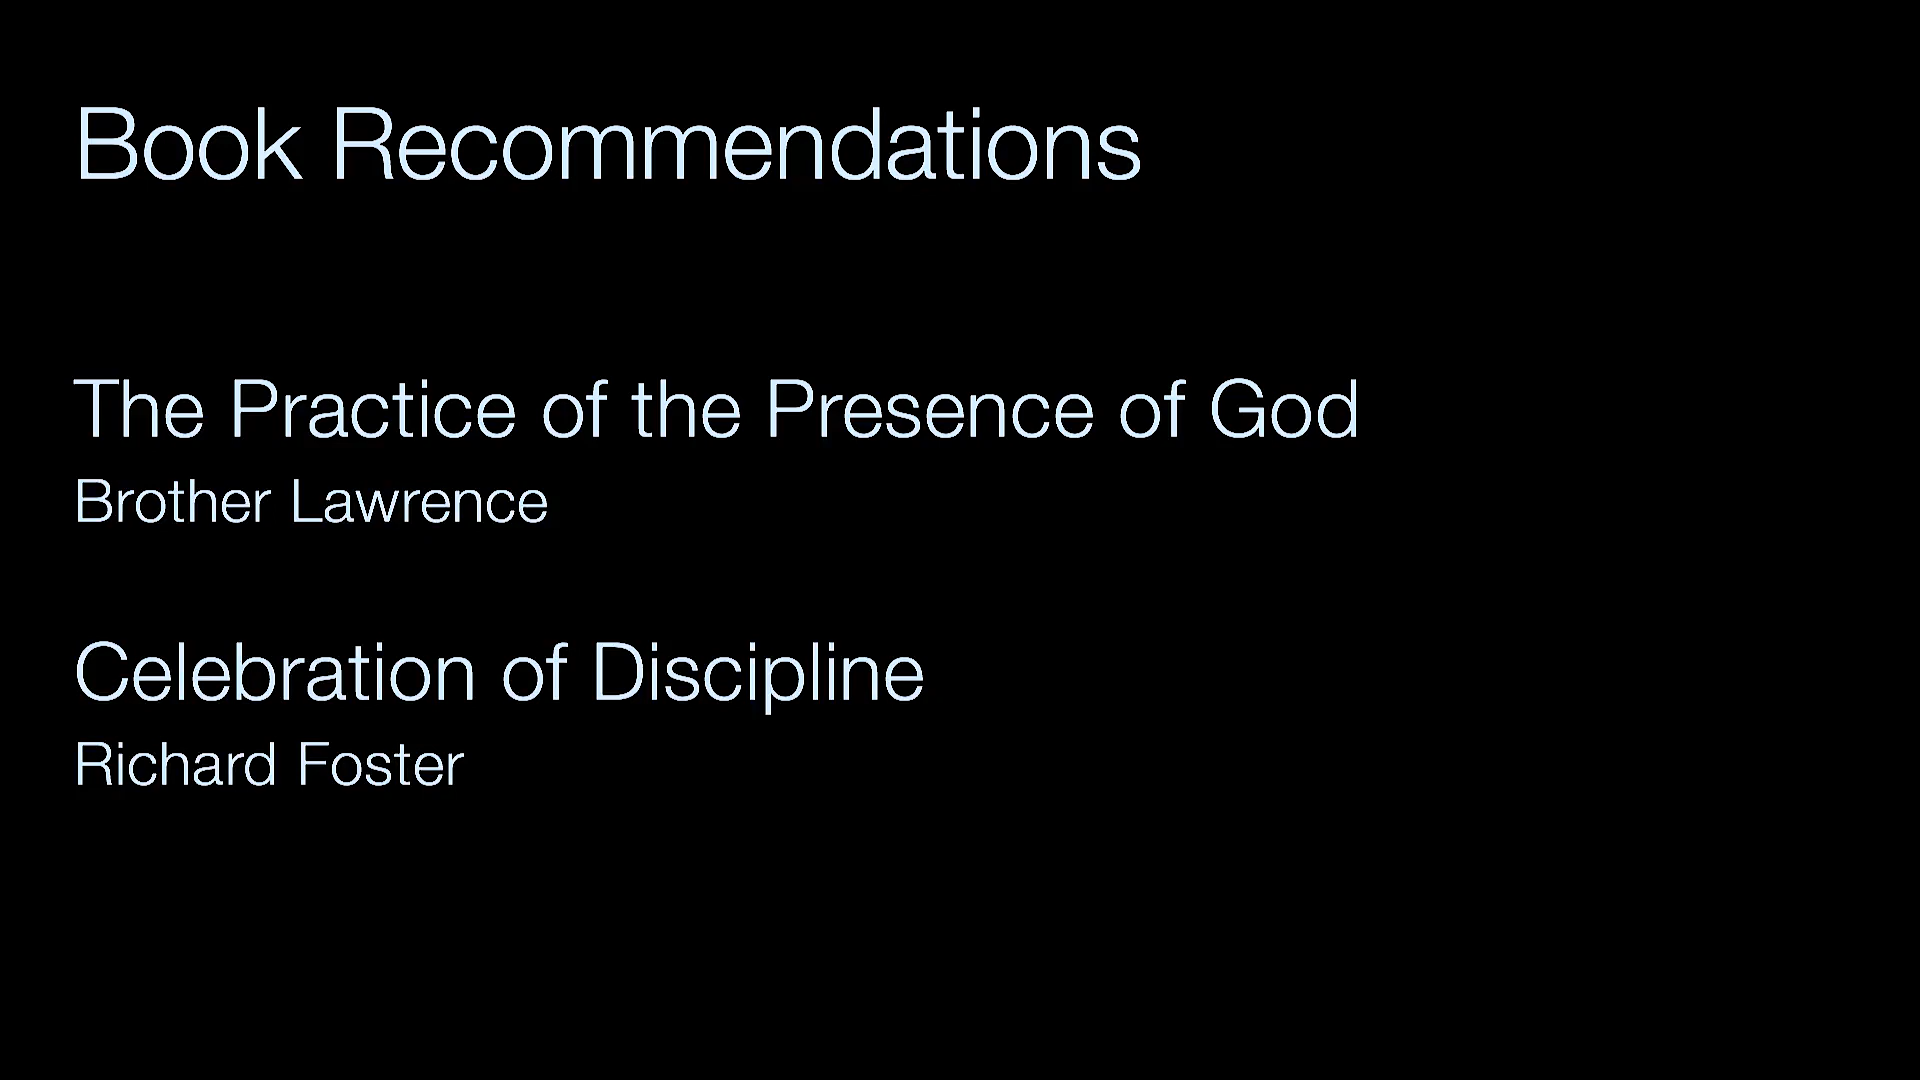 Book Recommendations
The Practice of the Presence of God
Brother Lawrence
Celebration of Discipline
Richard Foster